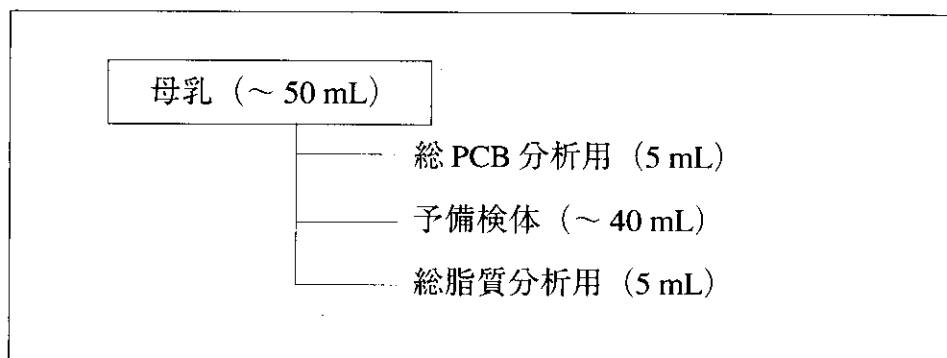 母乳（～ 50 mL）
総 PCB 分析用（5 mL）
予備検体（～ 40 mL）
総脂質分析用（5 mL）